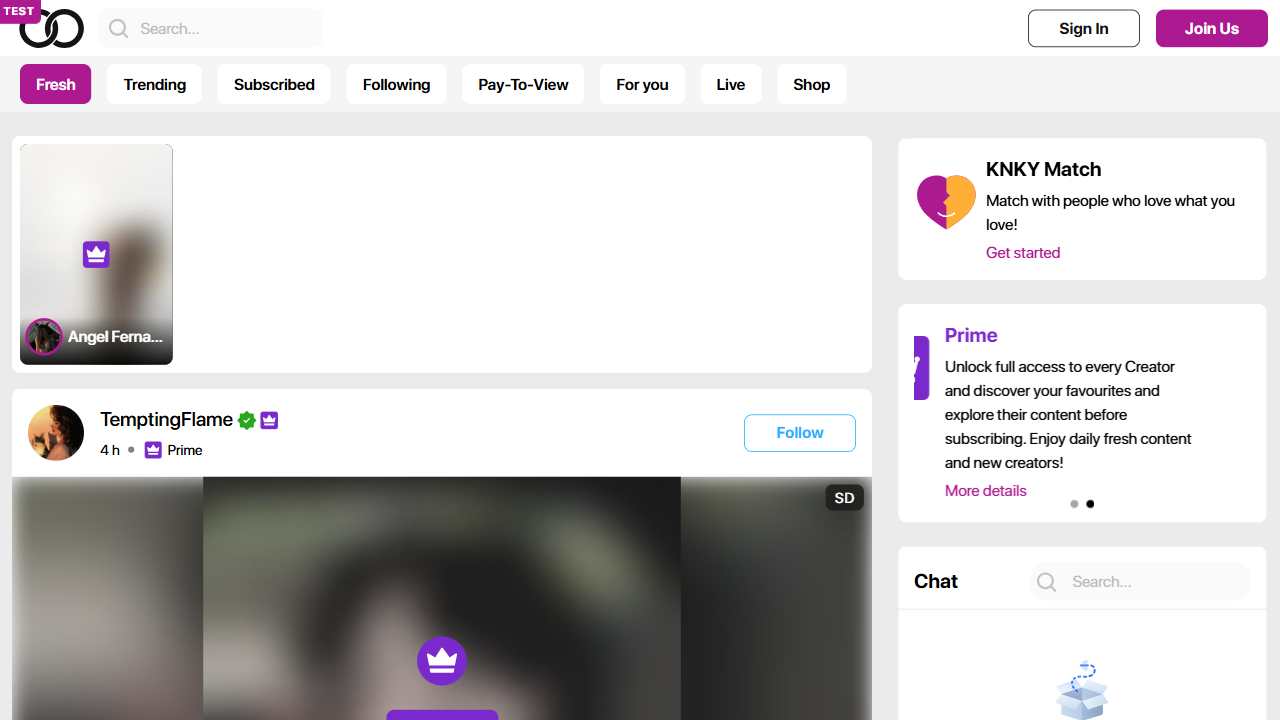 TEST
Search...
Sign In
Join Us
Fresh
Trending
Subscribed
Following
Pay-To-View
For you
Live
Shop
Angel Ferna...
KNKY Match
Match with people who love what you
love!
Get started
Prime
Unlock full access to every Creator
and discover your favourites and
explore their content before
subscribing. Enjoy daily fresh content
and new creators!
More details
TemptingFlame
4 h
Prime
Follow
SD
Chat
Search...